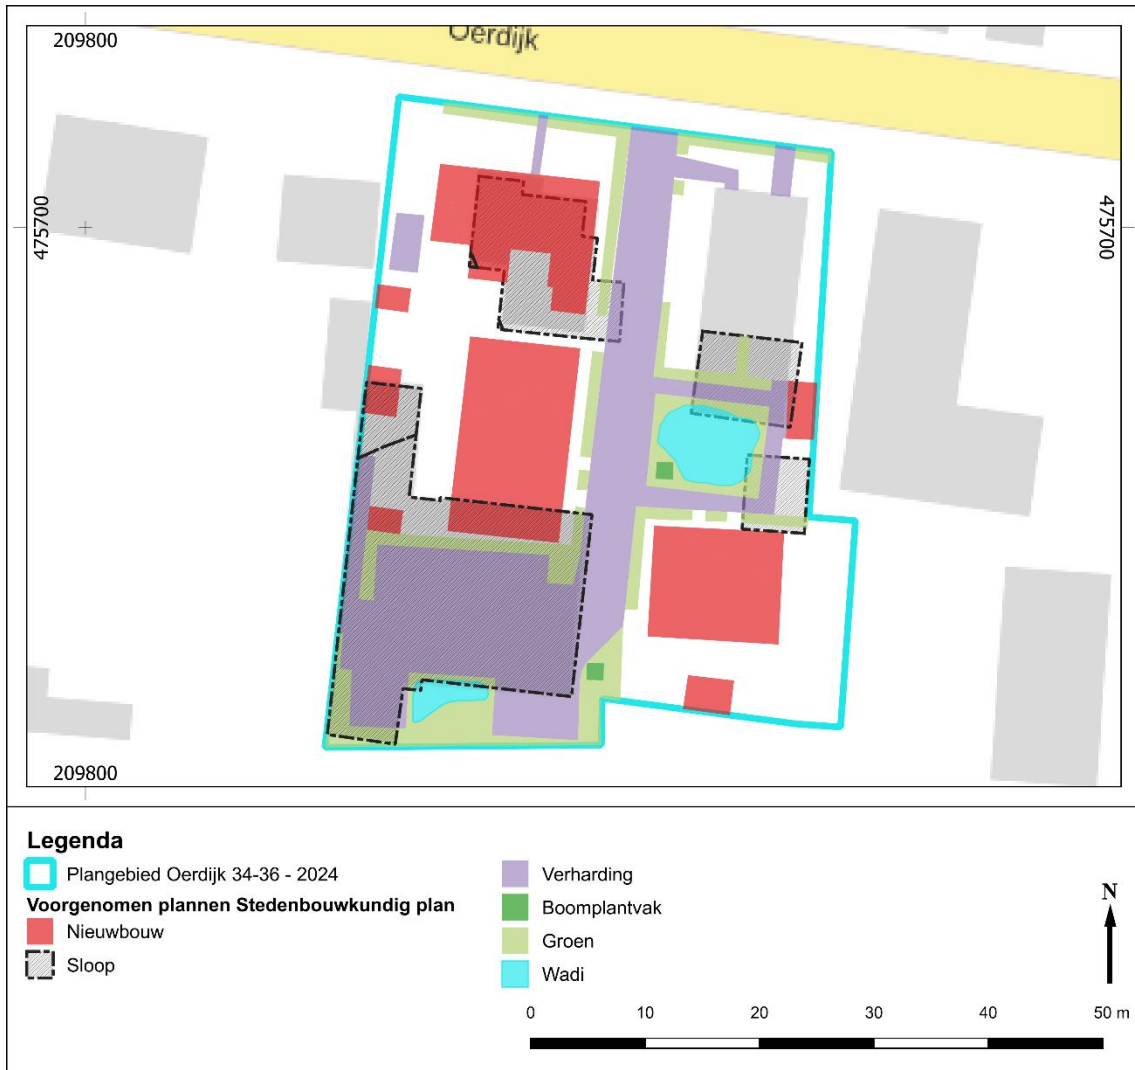 Oerdijk
209800
475700
475700
209800
Legenda
Plangebied Oerdijk 34-36 - 2024
Voorgenomen plannen Stedenbouwkundig plan
Nieuwbouw
Sloop
Verharding
Boomplantvak
Groen
Wadi
N
0 10 20 30 40 50 m